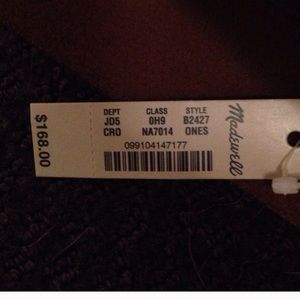 $168.00
DEPT CLASS STYLE
JD5 0H9 B2427
CRO NA7014 ONES
099104147177
Madewell